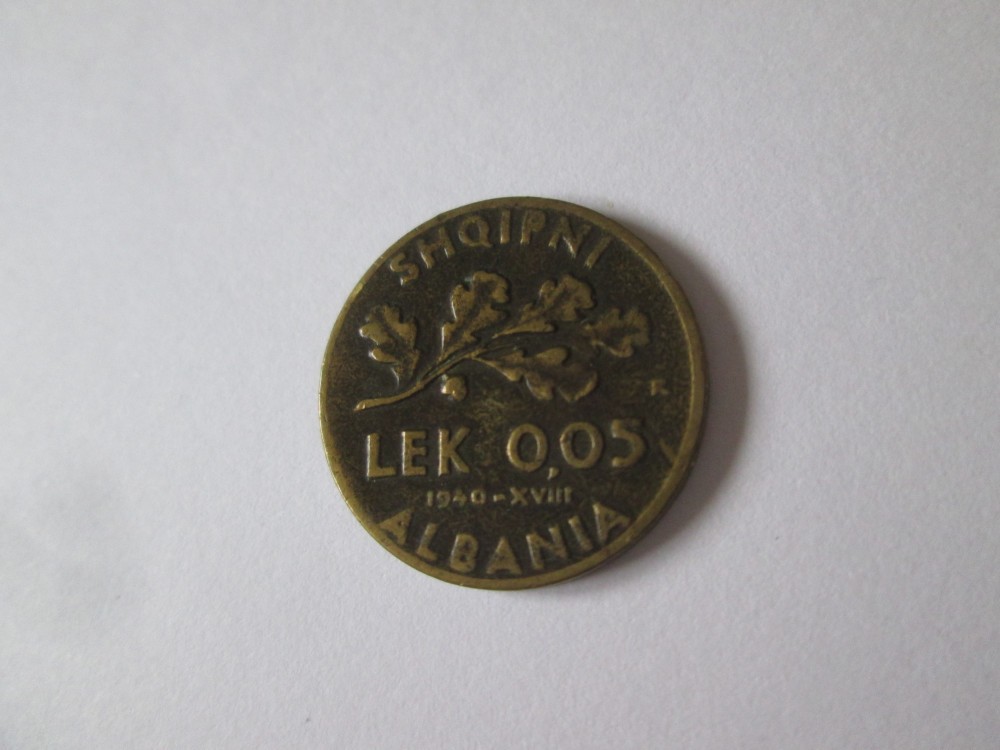 SHQIPNI
R
LEK 0,05
1940-XVIII
ALBANIA